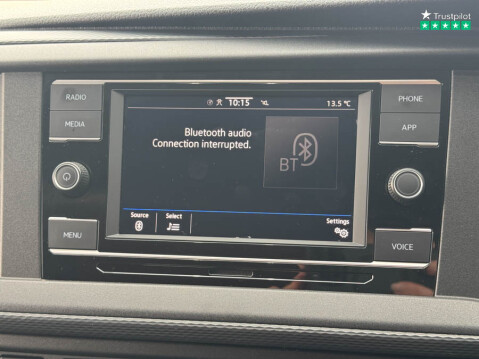 Trustpilot
RADIO
MEDIA
MENU
10:15
13.5 °C
Bluetooth audio
Connection interrupted.
BT
Source
Select
Settings
PHONE
APP
VOICE